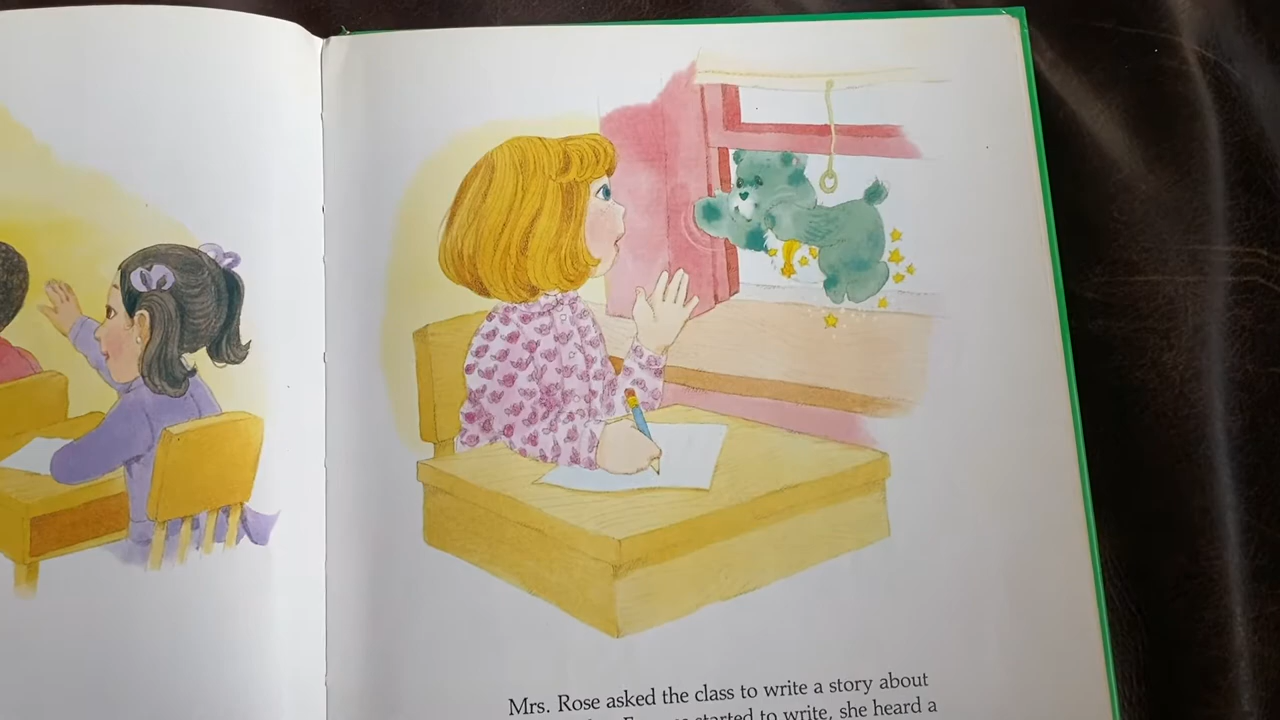 Mrs. Rose asked the class to write a story about
started to write, she heard a